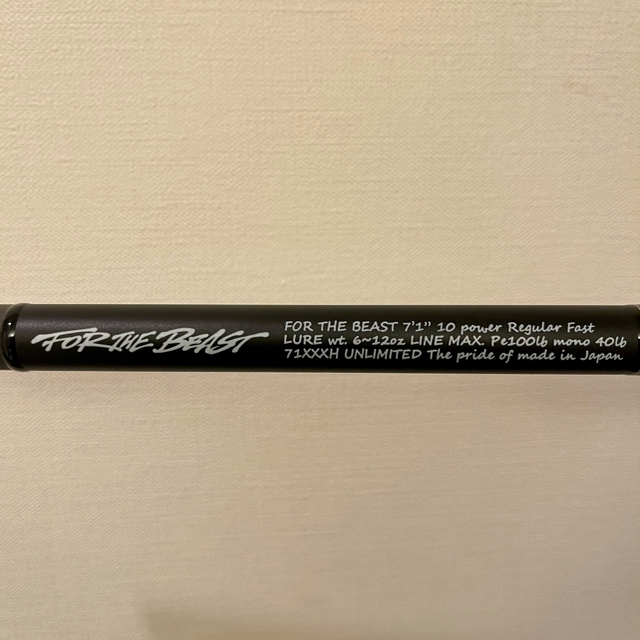 FOR THE BEAST
FOR THE BEAST 7'1" 10 power Regular Fast
LURE wt. 6~12oz LINE MAX. Pe100lb mono 40lb
71XXXH UNLIMITED The pride of made in Japan